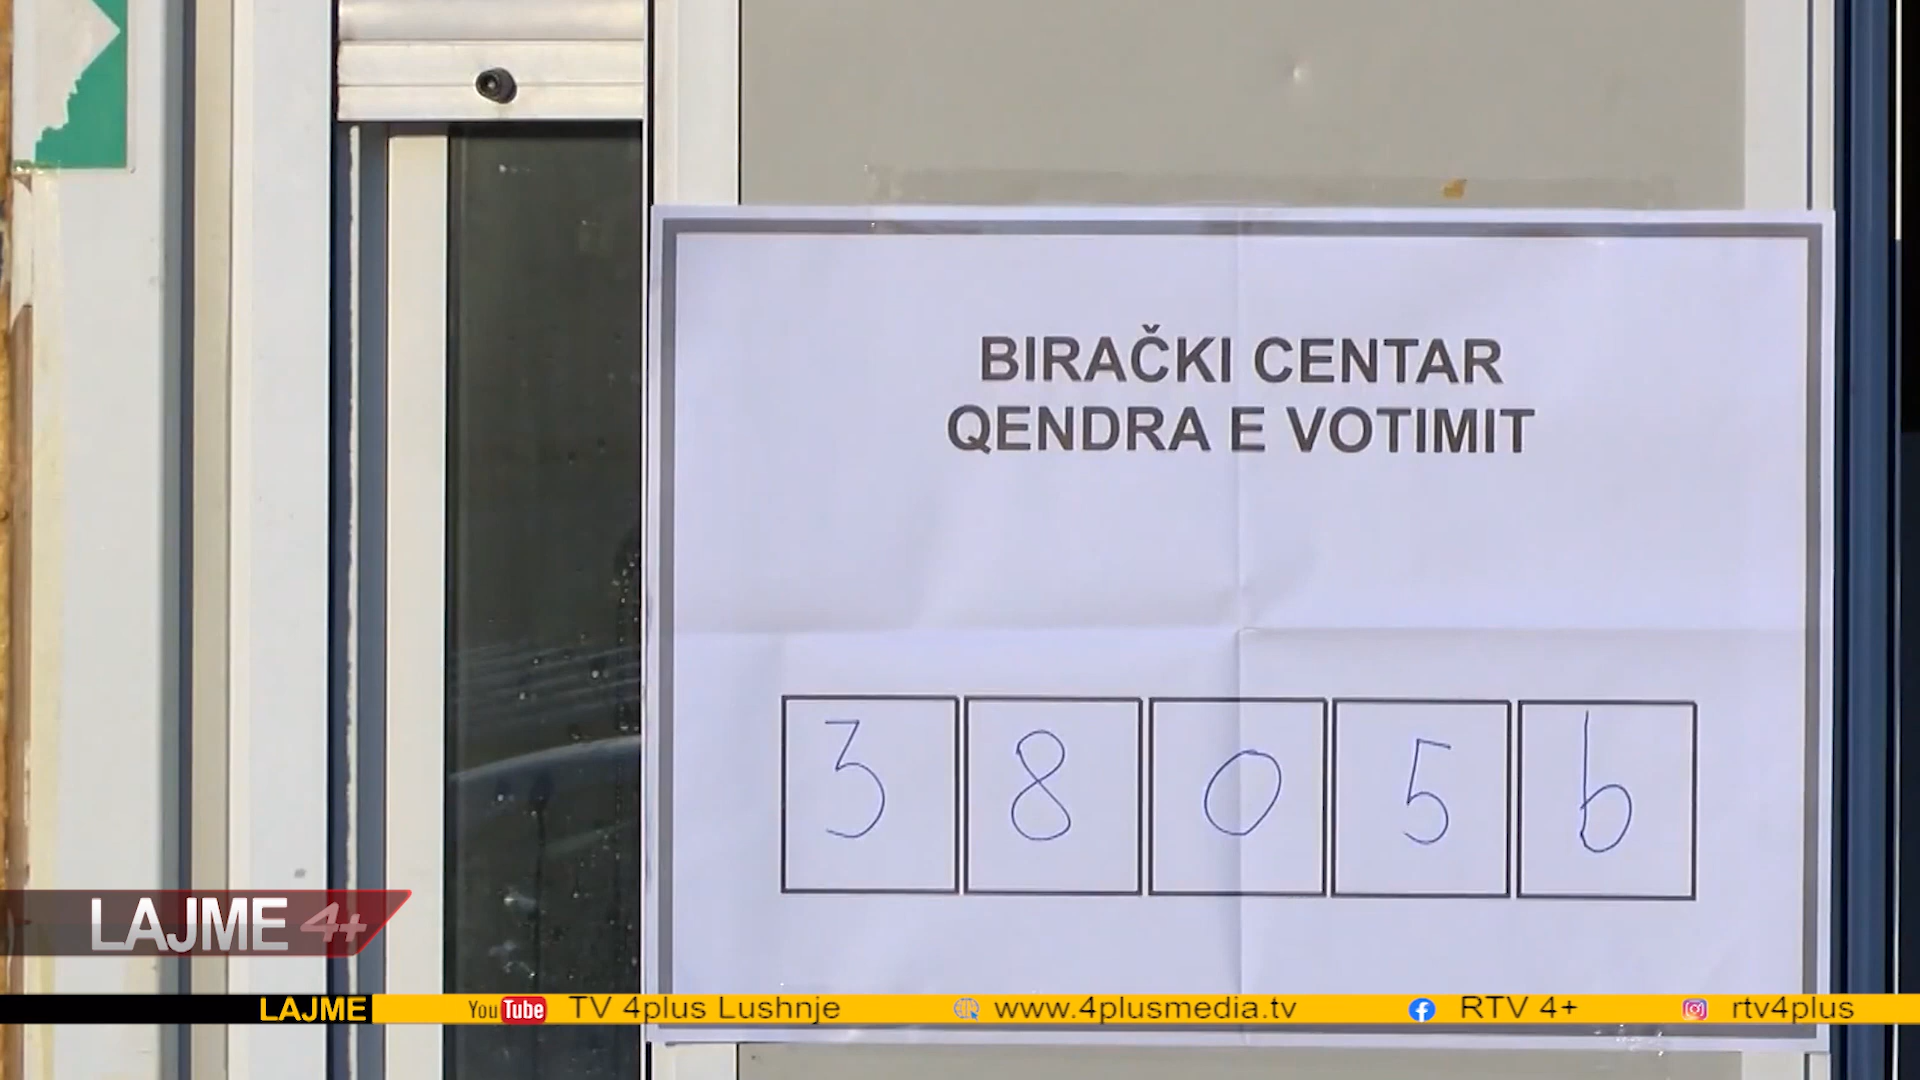 BIRAČKI CENTAR
QENDRA E VOTIMIT
3 8 0 5 6
LAJME 4+
LAJME YouTube TV 4plus Lushnje www.4plusmedia.tv RTV 4+ rtv4plus